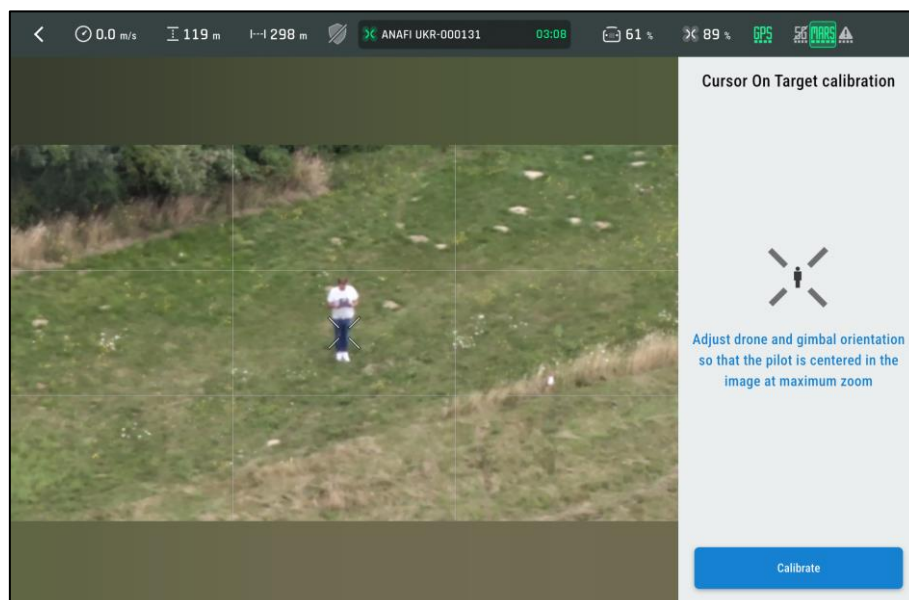 0.0 m/s 119 m 298 m ANAFI UKR-000131 03:08 61 % 89 % GPS 5G MARS
Cursor On Target calibration
Adjust drone and gimbal orientation
so that the pilot is centered in the
image at maximum zoom
Calibrate